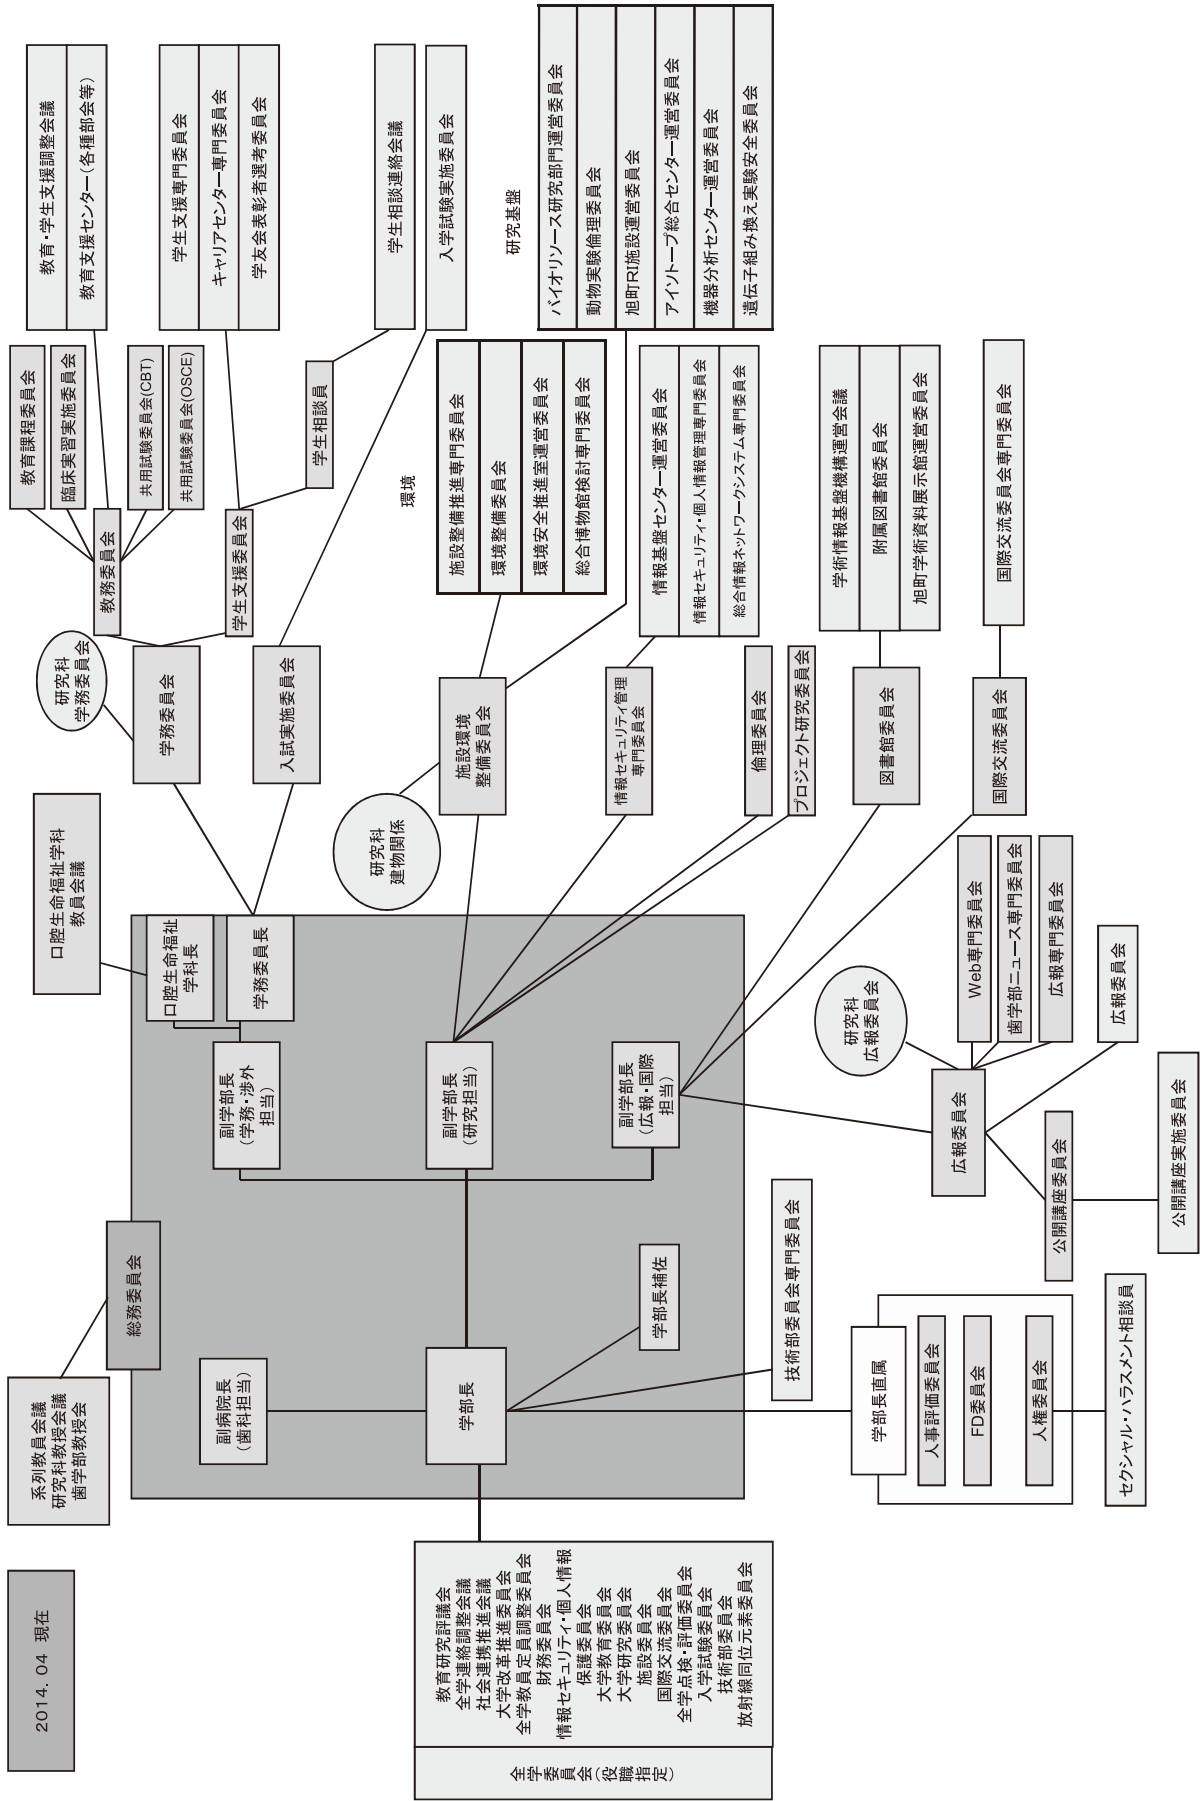 2014. 04 現在
系列教員会議
研究科教授会議
歯学部教授会
総務委員会
口腔生命福祉学科
教員会議
口腔生命福祉
学科長
学務委員長
副学部長
(学務・渉外
担当)
副学部長
(研究担当)
副学部長
(広報・国際
担当)
副病院長
(歯科担当)
学部長
学部長補佐
技術部委員会専門委員会
全学委員会(役職指定)
教育研究評議会
全学連絡調整会議
社会連携推進会議
大学改革推進委員会
全学教員定員調整委員会
財務委員会
情報セキュリティ・個人情報
保護委員会
大学教育委員会
大学研究委員会
施設委員会
国際交流委員会
全学点検・評価委員会
入学試験委員会
技術部委員会
放射線同位元素委員会
学部長直属
人事評価委員会
FD委員会
人権委員会
セクシャル・ハラスメント相談員
研究科
学務委員会
学務委員会
入試実施委員会
教務委員会
学生支援委員会
教育課程委員会
臨床実習実施委員会
共用試験委員会(CBT)
共用試験委員会(OSCE)
学生相談員
教育・学生支援調整会議
教育支援センター(各種部会等)
学生支援専門委員会
キャリアセンター専門委員会
学友会表彰者選考委員会
学生相談連絡会議
入学試験実施委員会
研究科
建物関係
施設環境
整備委員会
環境
施設整備推進専門委員会
環境整備委員会
環境安全推進室運営委員会
総合博物館検討専門委員会
研究基盤
バイオリソース研究部門運営委員会
動物実験倫理委員会
旭町RI施設運営委員会
アイソトープ総合センター運営委員会
機器分析センター運営委員会
遺伝子組み換え実験安全委員会
情報セキュリティ管理
専門委員会
情報基盤センター運営委員会
情報セキュリティ・個人情報管理専門委員会
総合情報ネットワークシステム専門委員会
倫理委員会
プロジェクト研究委員会
図書館委員会
学術情報基盤機構運営会議
附属図書館委員会
旭町学術資料展示館運営委員会
国際交流委員会
国際交流委員会専門委員会
研究科
広報委員会
広報委員会
Web専門委員会
歯学部ニュース専門委員会
広報専門委員会
広報委員会
公開講座委員会
公開講座実施委員会